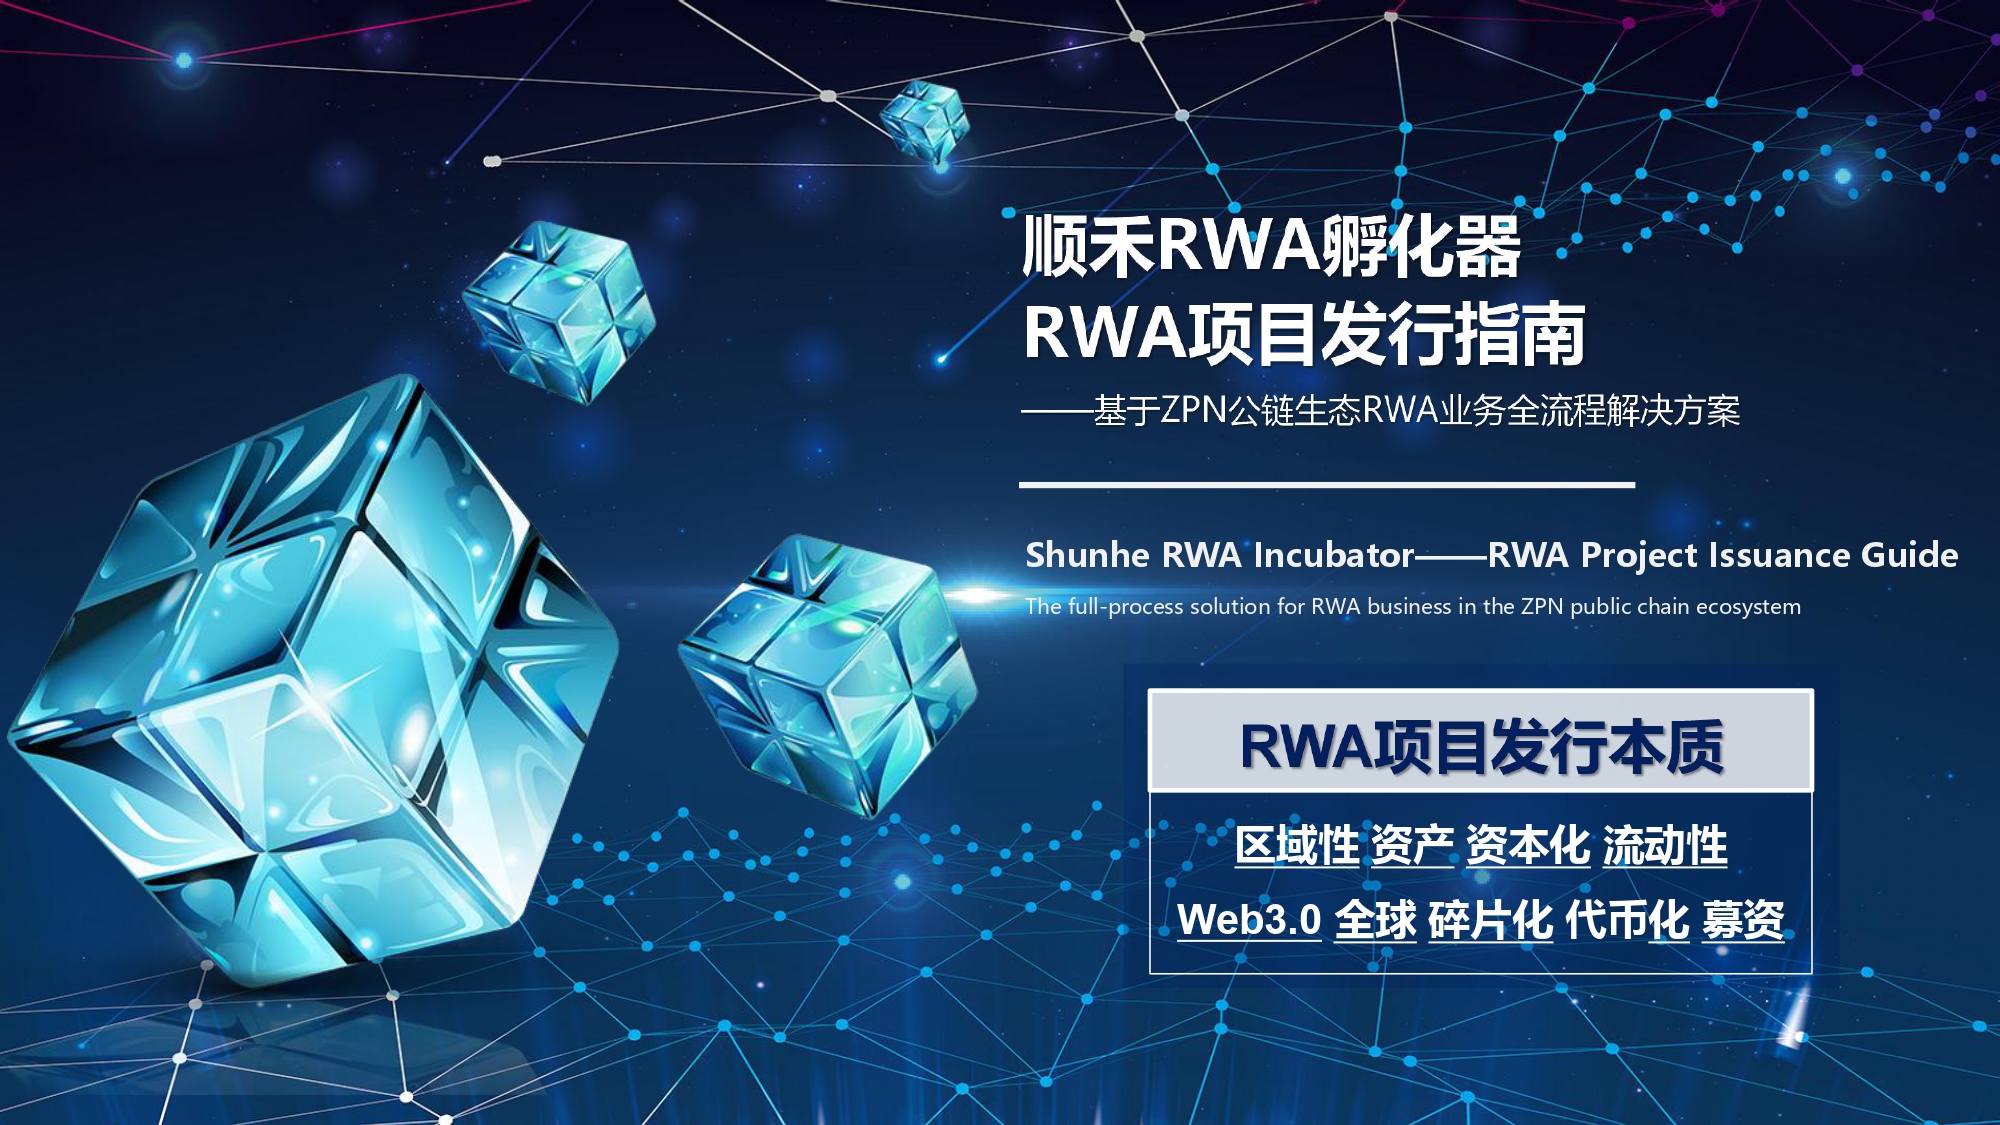 顺禾RWA孵化器
RWA项目发行指南
——基于ZPN公链生态RWA业务全流程解决方案
Shunhe RWA Incubator——RWA Project Issuance Guide
The full-process solution for RWA business in the ZPN public chain ecosystem
RWA项目发行本质
区域性 资产 资本化 流动性
Web3.0 全球 碎片化 代币化 募资